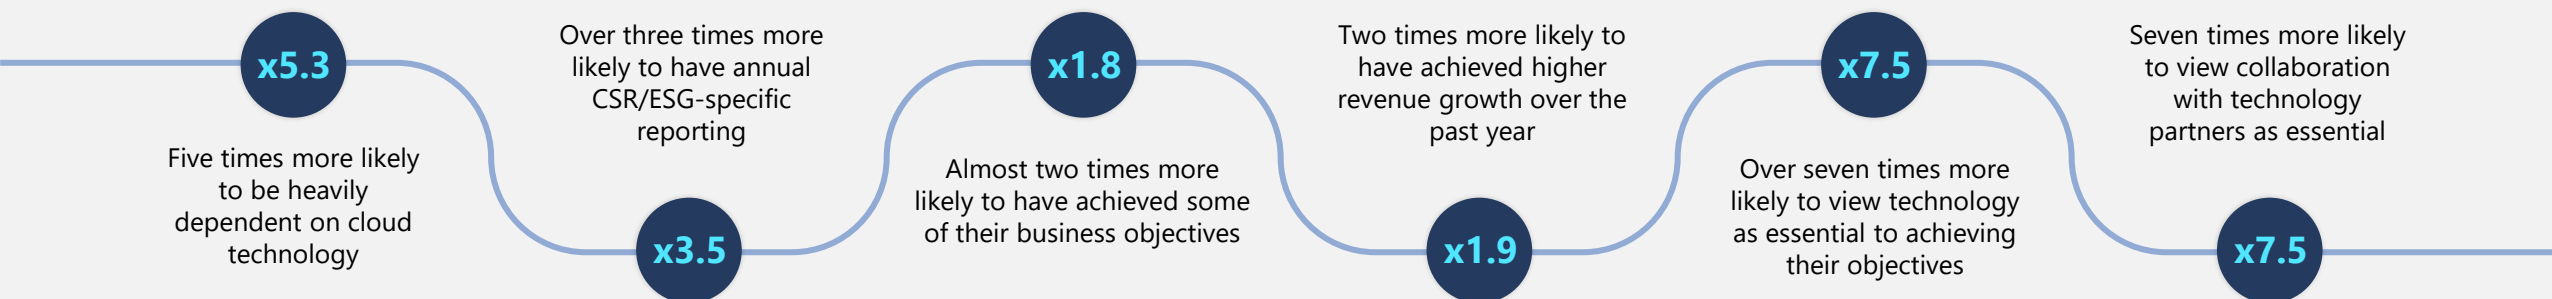 x5.3
Five times more likely
to be heavily
dependent on cloud
technology
Over three times more
likely to have annual
CSR/ESG-specific
reporting
x3.5
x1.8
Almost two times more
likely to have achieved some
of their business objectives
Two times more likely to
have achieved higher
revenue growth over the
past year
x1.9
x7.5
Over seven times more
likely to view technology
as essential to achieving
their objectives
Seven times more likely
to view collaboration
with technology
partners as essential
x7.5